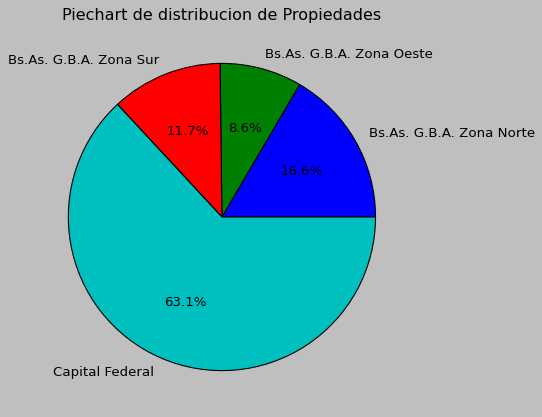 Piechart de distribucion de Propiedades
Bs.As. G.B.A. Zona Sur
Bs.As. G.B.A. Zona Oeste
Bs.As. G.B.A. Zona Norte
11.7%
8.6%
16.6%
63.1%
Capital Federal